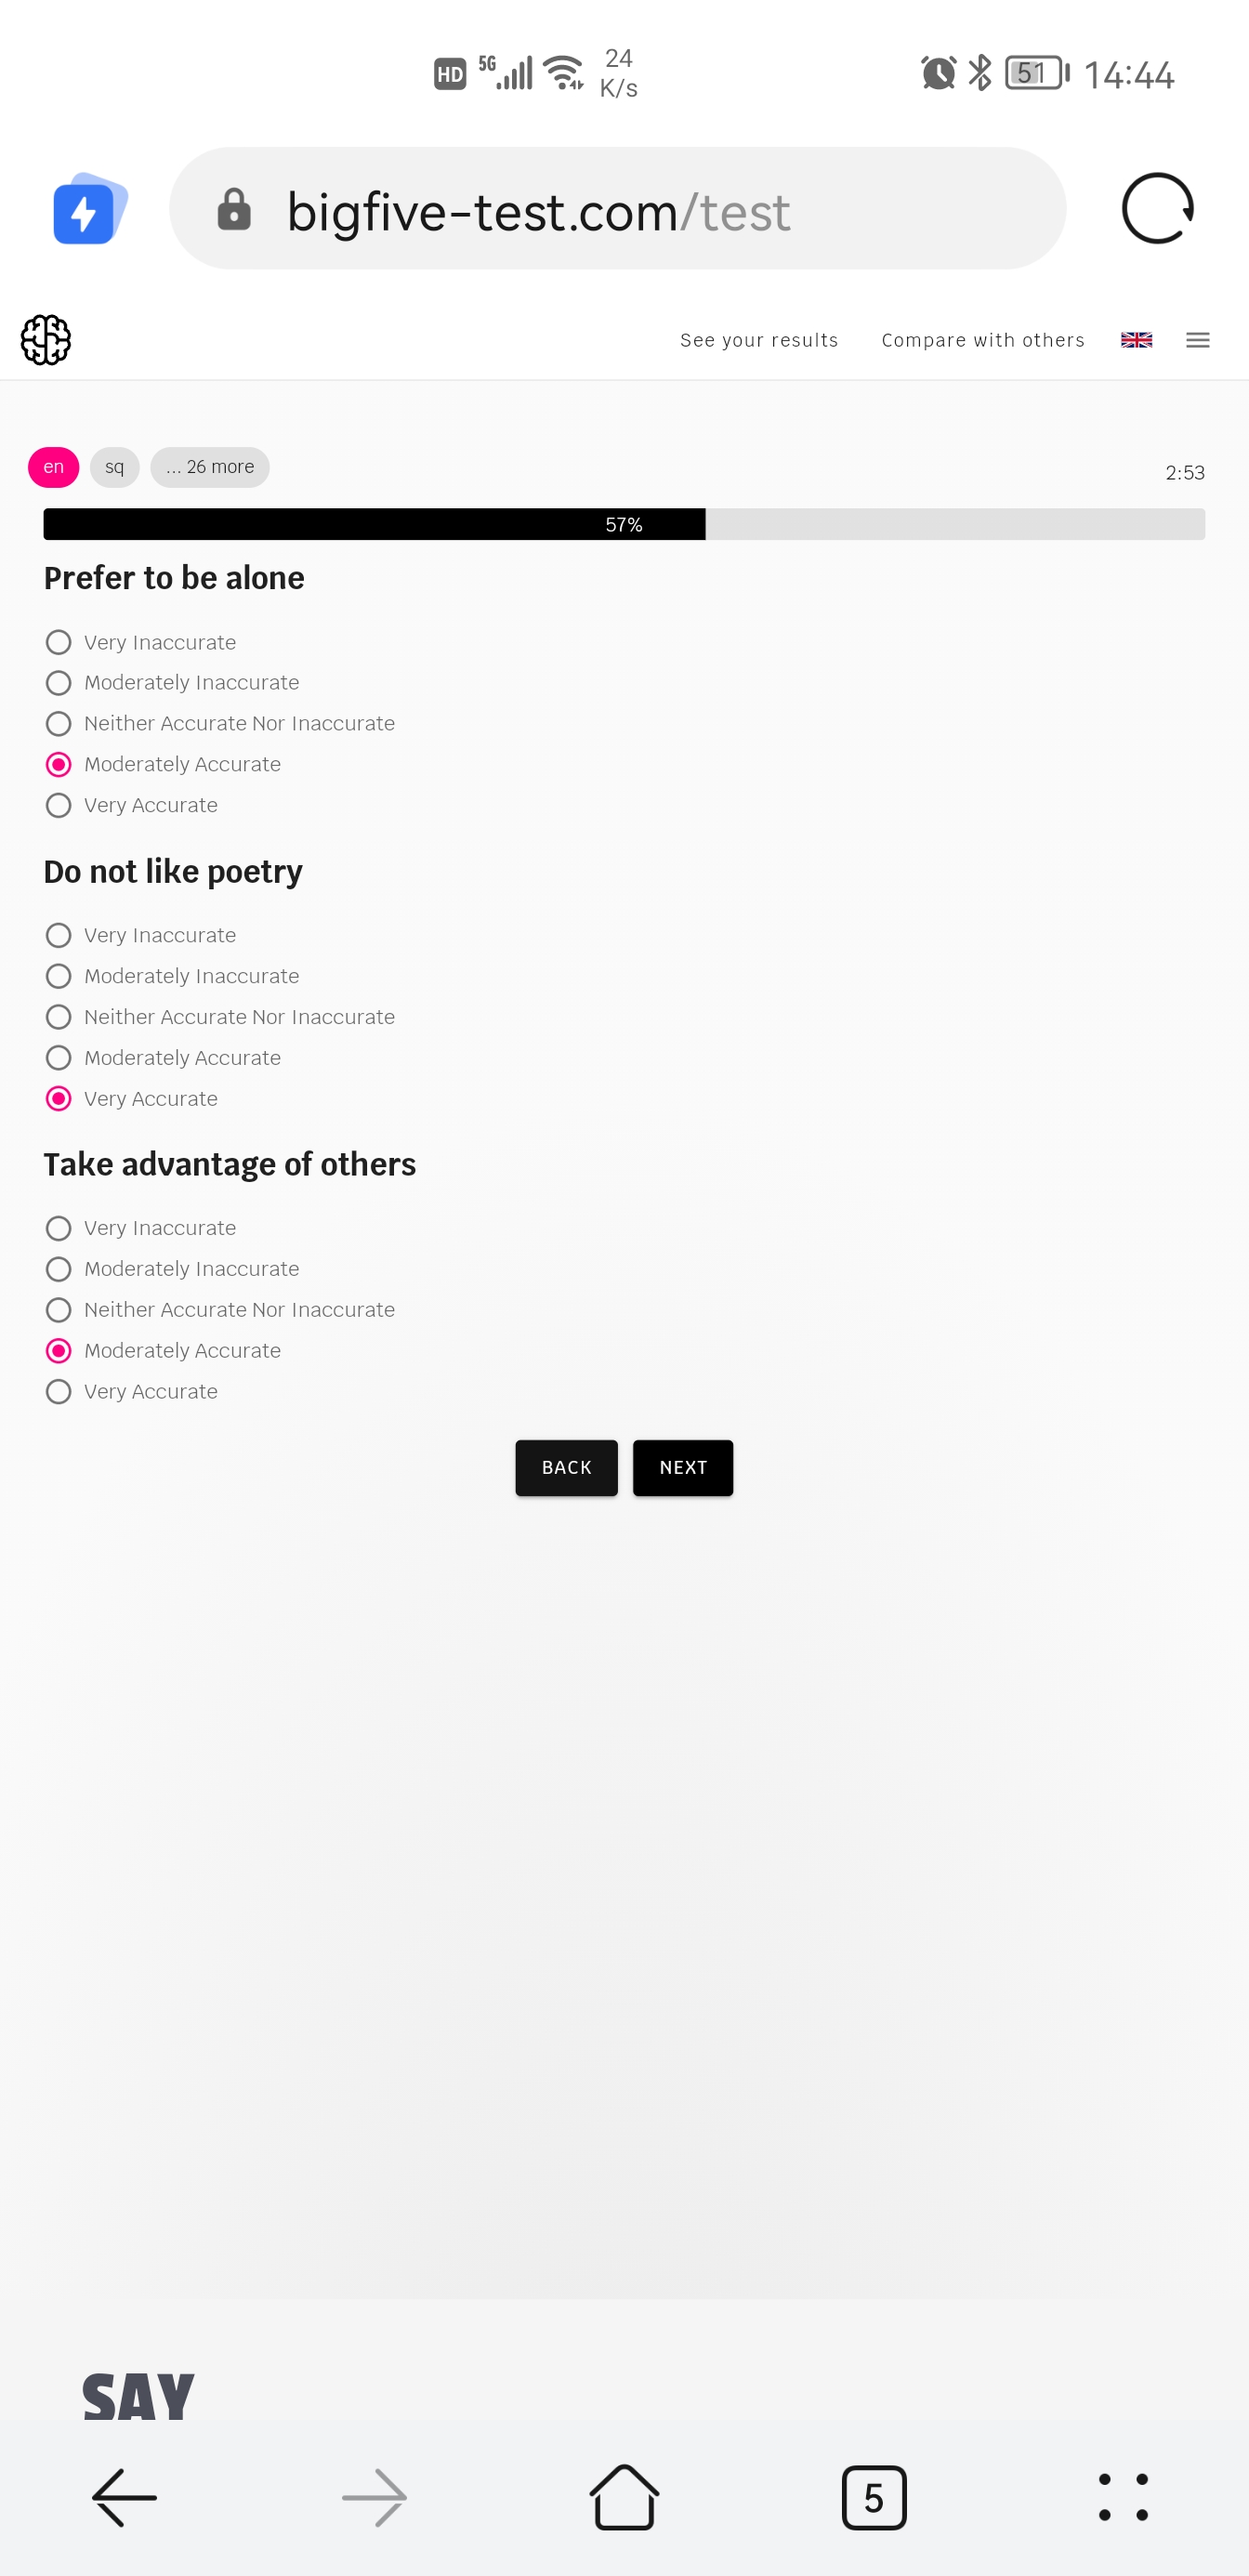 HD 5G 24 K/s 51 14:44
bigfive-test.com/test
See your results Compare with others
en sq ... 26 more 2:53
57%
Prefer to be alone
Very Inaccurate
Moderately Inaccurate
Neither Accurate Nor Inaccurate
Moderately Accurate
Very Accurate
Do not like poetry
Very Inaccurate
Moderately Inaccurate
Neither Accurate Nor Inaccurate
Moderately Accurate
Very Accurate
Take advantage of others
Very Inaccurate
Moderately Inaccurate
Neither Accurate Nor Inaccurate
Moderately Accurate
Very Accurate
BACK NEXT
SAY
5